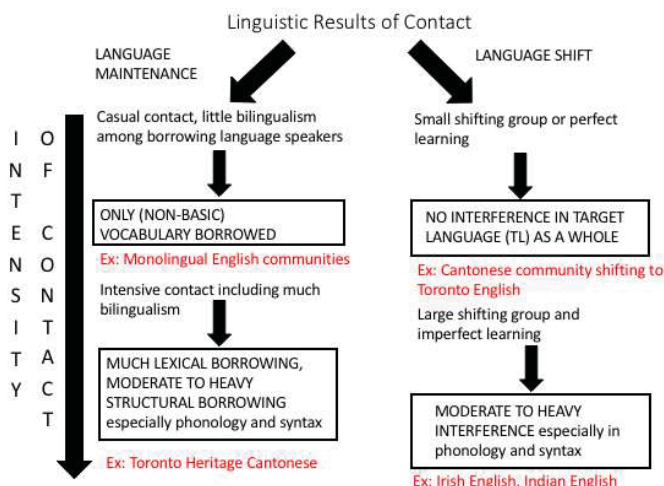 Linguistic Results of Contact
LANGUAGE
MAINTENANCE
LANGUAGE SHIFT
INTENSITY
OF CONTACT
Casual contact, little bilingualism
among borrowing language speakers
ONLY (NON-BASIC)
VOCABULARY BORROWED
Ex: Monolingual English communities
Intensive contact including much
bilingualism
MUCH LEXICAL BORROWING,
MODERATE TO HEAVY
STRUCTURAL BORROWING
especially phonology and syntax
Ex: Toronto Heritage Cantonese
Small shifting group or perfect
learning
NO INTERFERENCE IN TARGET
LANGUAGE (TL) AS A WHOLE
Ex: Cantonese community shifting to
Toronto English
Large shifting group and
imperfect learning
MODERATE TO HEAVY
INTERFERENCE especially in
phonology and syntax
Ex: Irish English, Indian English